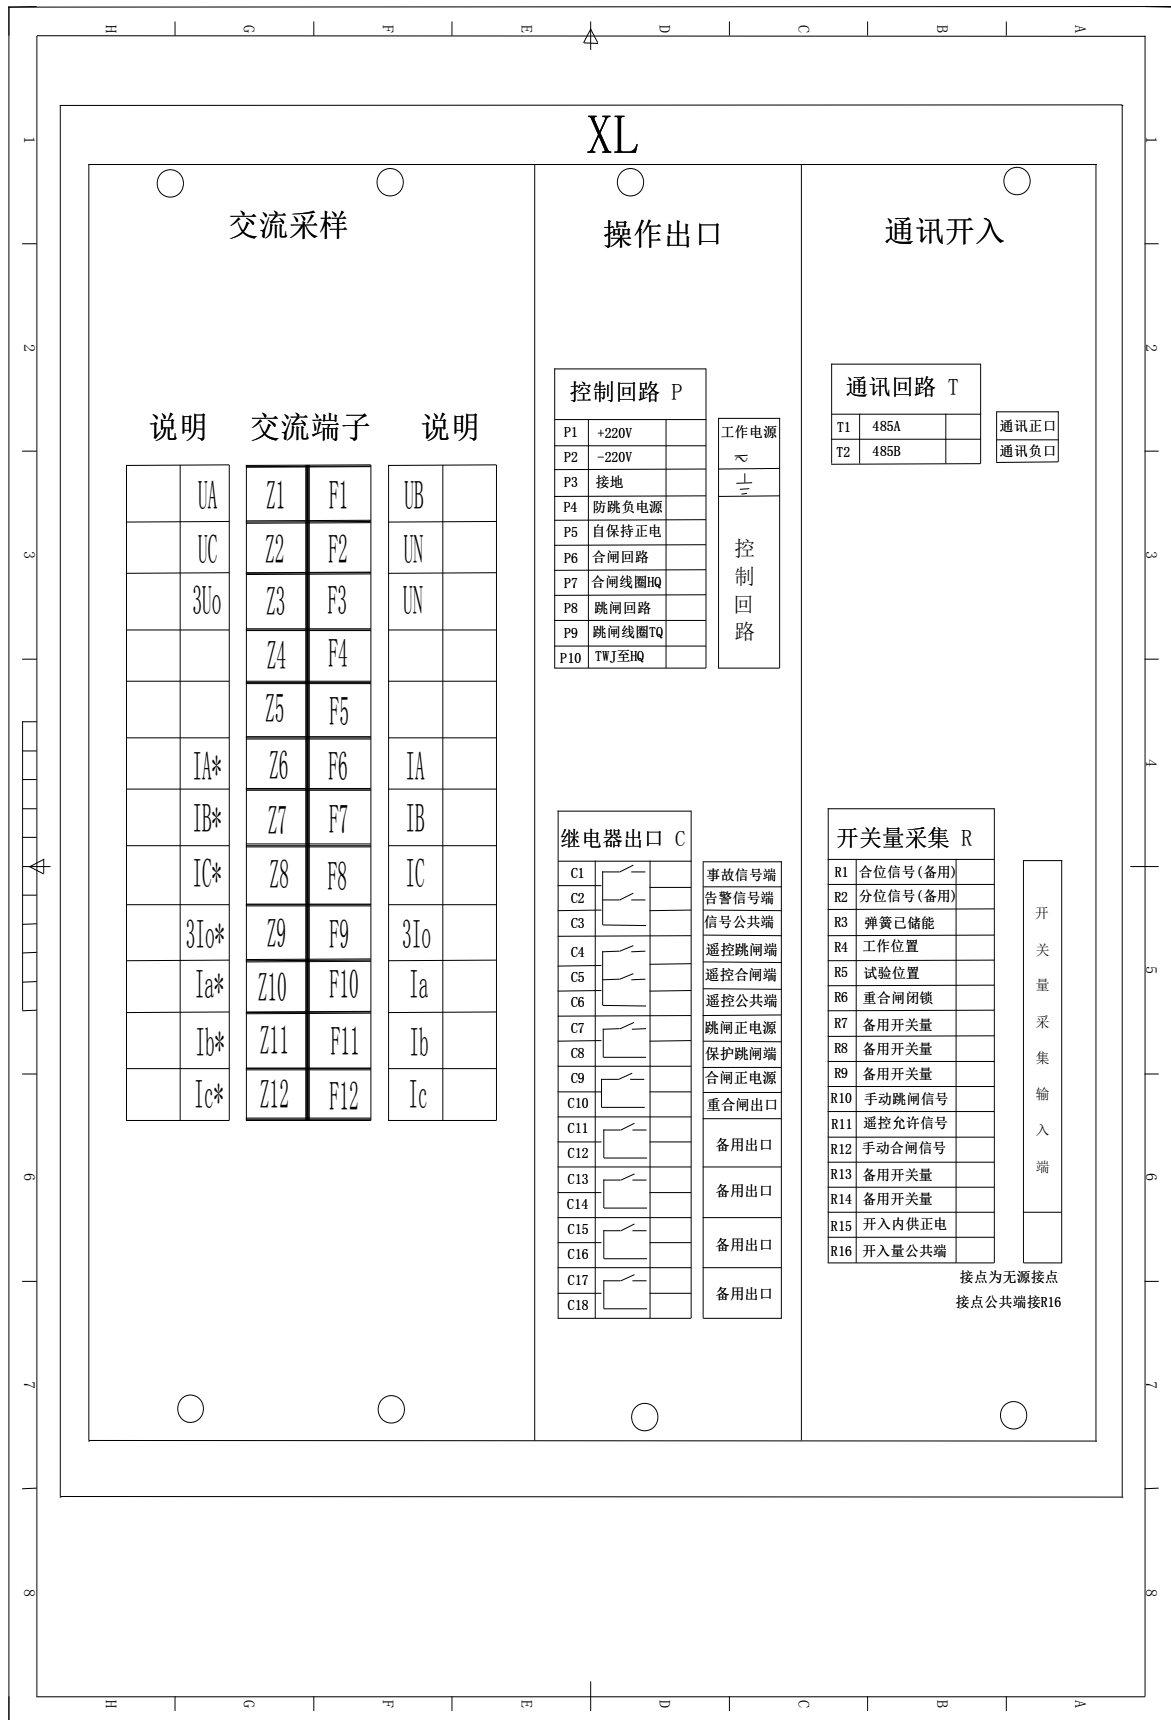 H G F E D C B A
XL
交流采样 操作出口 通讯开入
说明 交流端子 说明
UA Z1 F1 UB
UC Z2 F2 UN
3Uo Z3 F3 UN
Z4 F4
Z5 F5
IA* Z6 F6 IA
IB* Z7 F7 IB
IC* Z8 F8 IC
3Io* Z9 F9 3Io
Ia* Z10 F10 Ia
Ib* Z11 F11 Ib
Ic* Z12 F12 Ic
控制回路 P
P1 +220V 工作电源
P2 -220V
P3 接地
P4 防跳负电源
P5 自保持正电
P6 合闸回路
P7 合闸线圈HQ
P8 跳闸回路
P9 跳闸线圈TQ
P10 TWJ至HQ
控制回路
继电器出口 C
C1 事故信号端
C2 告警信号端
C3 信号公共端
C4 遥控跳闸端
C5 遥控合闸端
C6 遥控公共端
C7 跳闸正电源
C8 保护跳闸端
C9 合闸正电源
C10 重合闸出口
C11
C12 备用出口
C13
C14 备用出口
C15
C16 备用出口
C17
C18 备用出口
通讯回路 T
T1 485A 通讯正口
T2 485B 通讯负口
开关量采集 R
R1 合位信号(备用)
R2 分位信号(备用)
R3 弹簧已储能
R4 工作位置
R5 试验位置
R6 重合闸闭锁
R7 备用开关量
R8 备用开关量
R9 备用开关量
R10 手动跳闸信号
R11 遥控允许信号
R12 手动合闸信号
R13 备用开关量
R14 备用开关量
R15 开入内供正电
R16 开入量公共端
开关量采集输入端
接点为无源接点
接点公共端接R16
1 1
2 2
3 3
4
5
6 6
7 7
8 8
H G F E D C B A